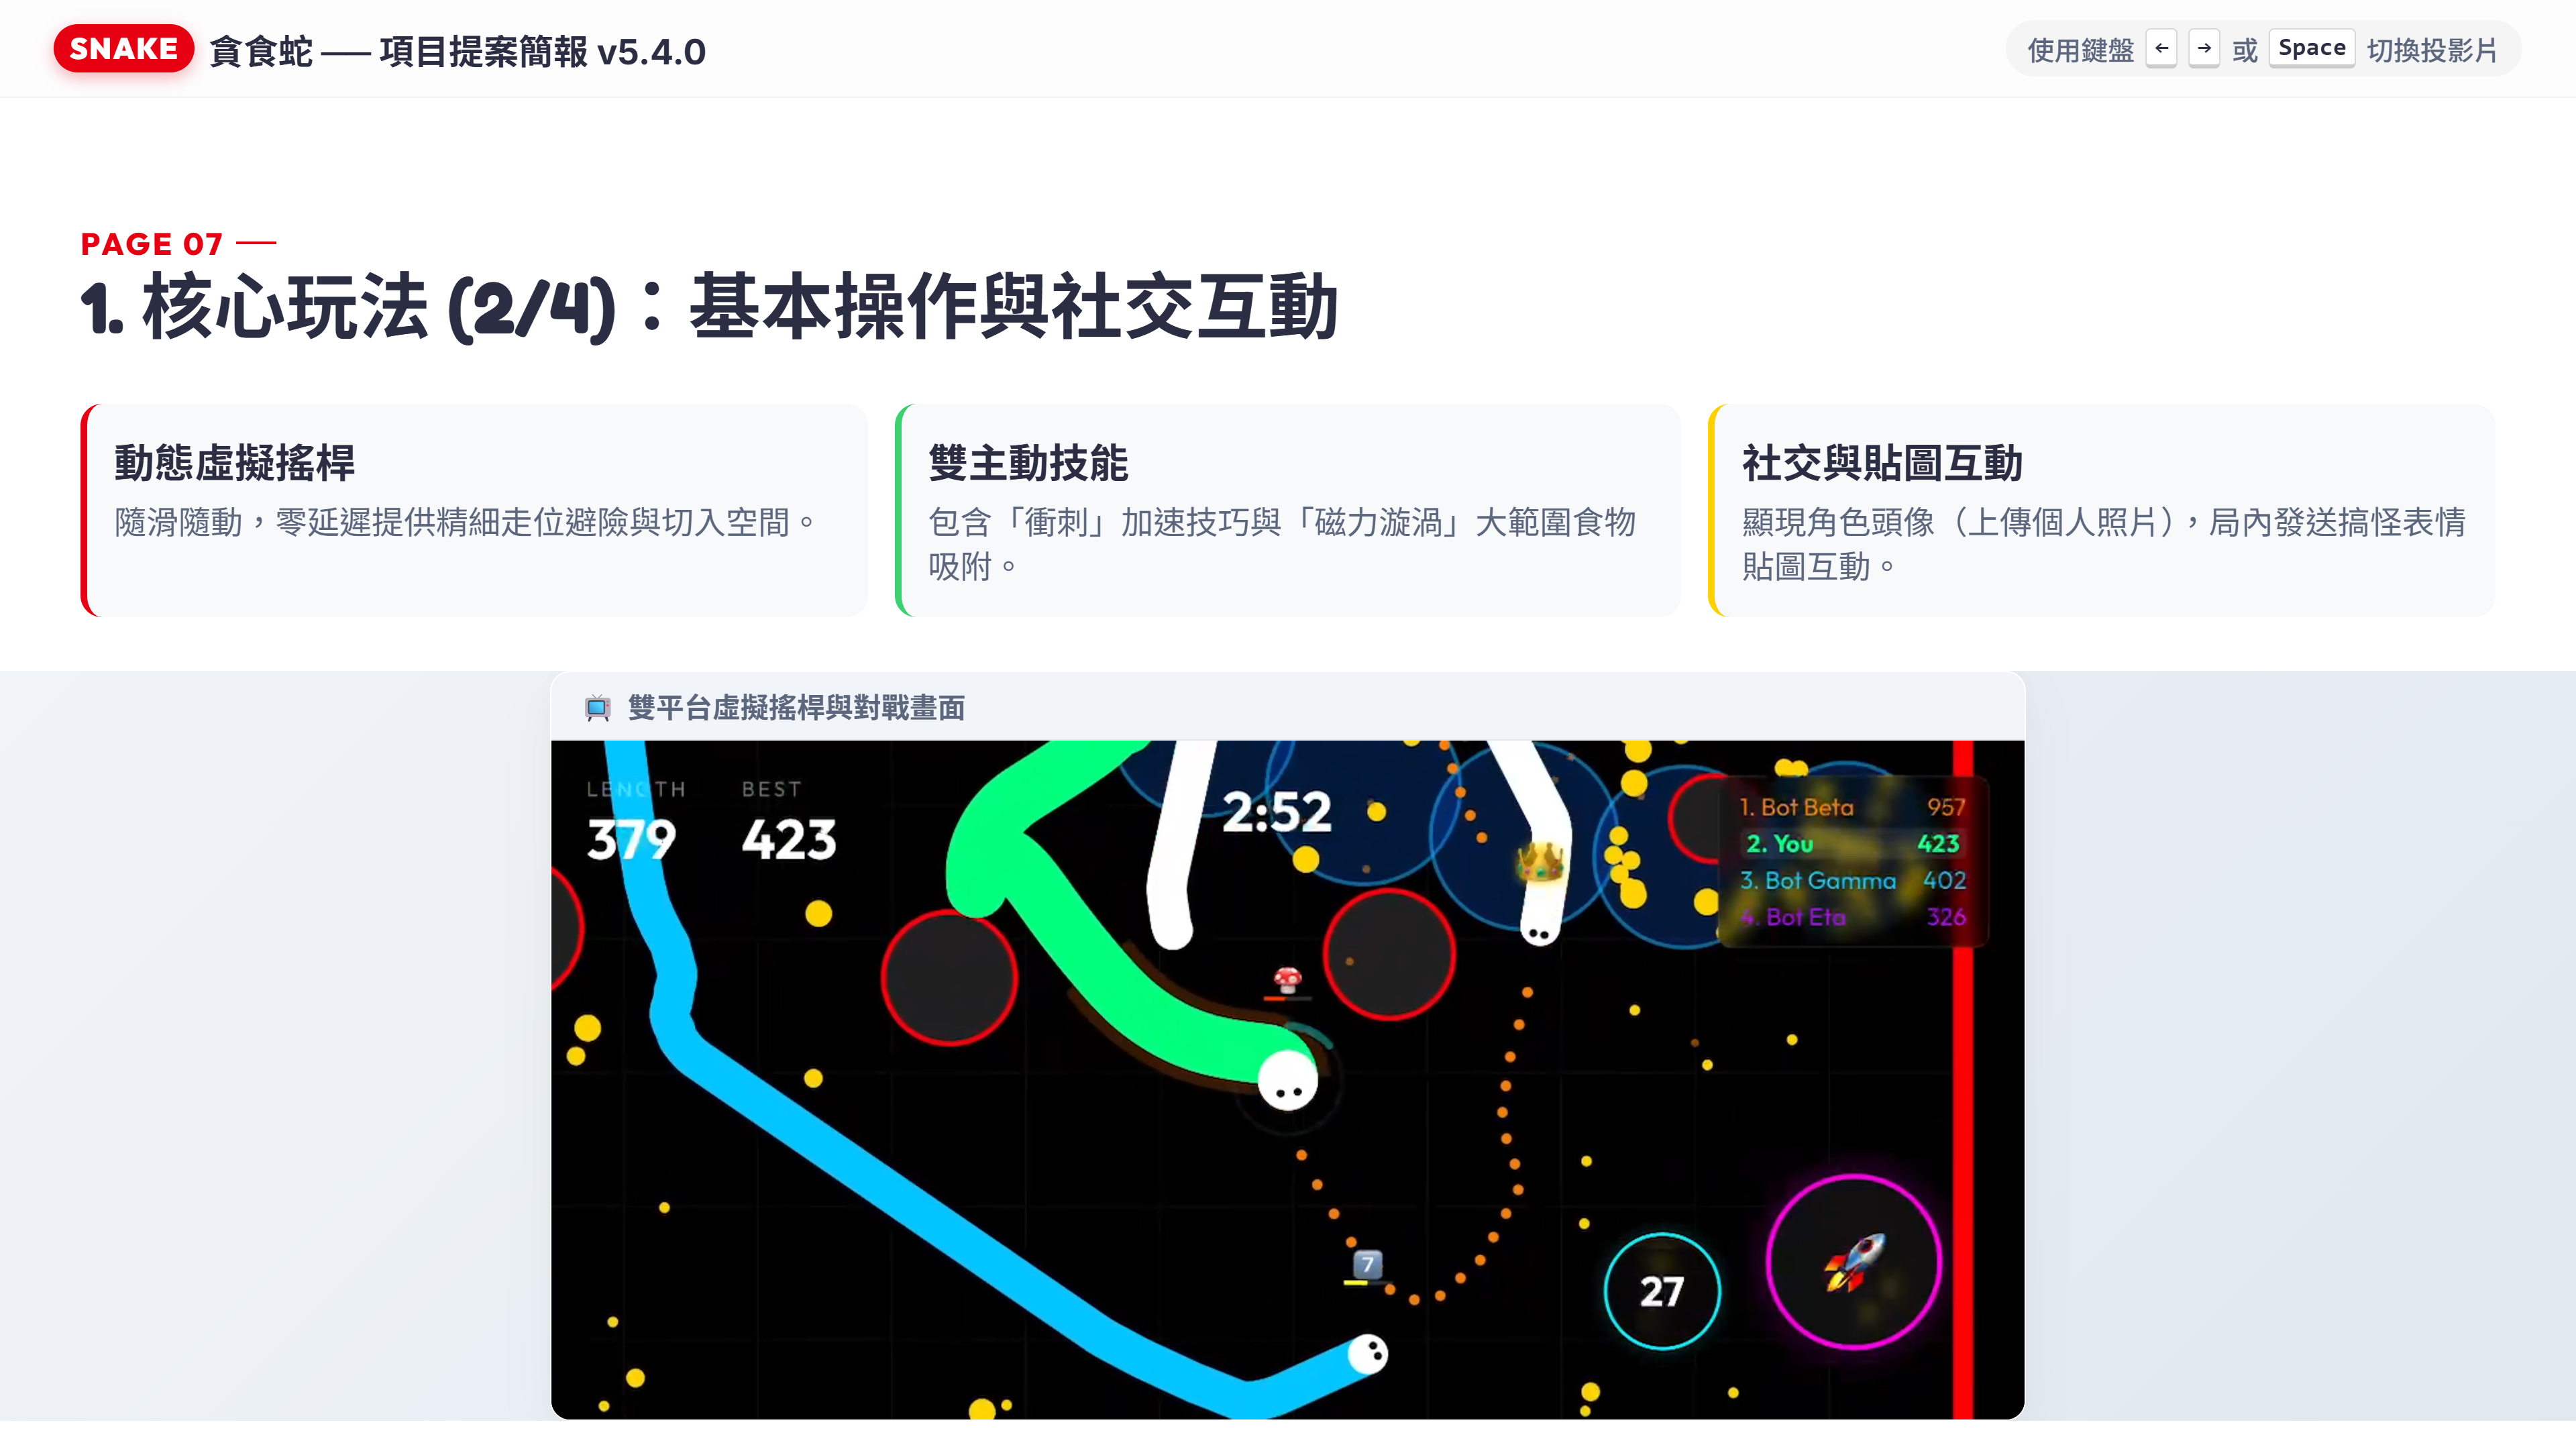 SNAKE 貪食蛇 —— 項目提案簡報 v5.4.0
使用鍵盤 ← → 或 Space 切換投影片
PAGE 07 —
1. 核心玩法 (2/4)：基本操作與社交互動
動態虛擬搖桿
隨滑隨動，零延遲提供精細走位避險與切入空間。
雙主動技能
包含「衝刺」加速技巧與「磁力漩渦」大範圍食物
吸附。
社交與貼圖互動
顯現角色頭像（上傳個人照片），局內發送搞怪表情
貼圖互動。
📺 雙平台虛擬搖桿與對戰畫面
LENGTH BEST
379 423
2:52
1. Bot Beta 957
2. You 423
3. Bot Gamma 402
4. Bot Eta 326
7
27